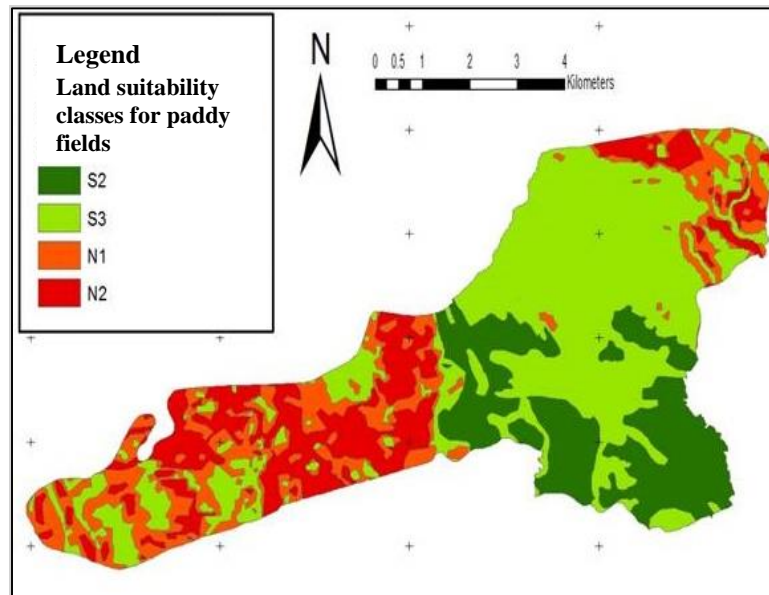 Legend
Land suitability
classes for paddy
fields
S2
S3
N1
N2
N
0 0.5 1 2 3 4
Kilometers